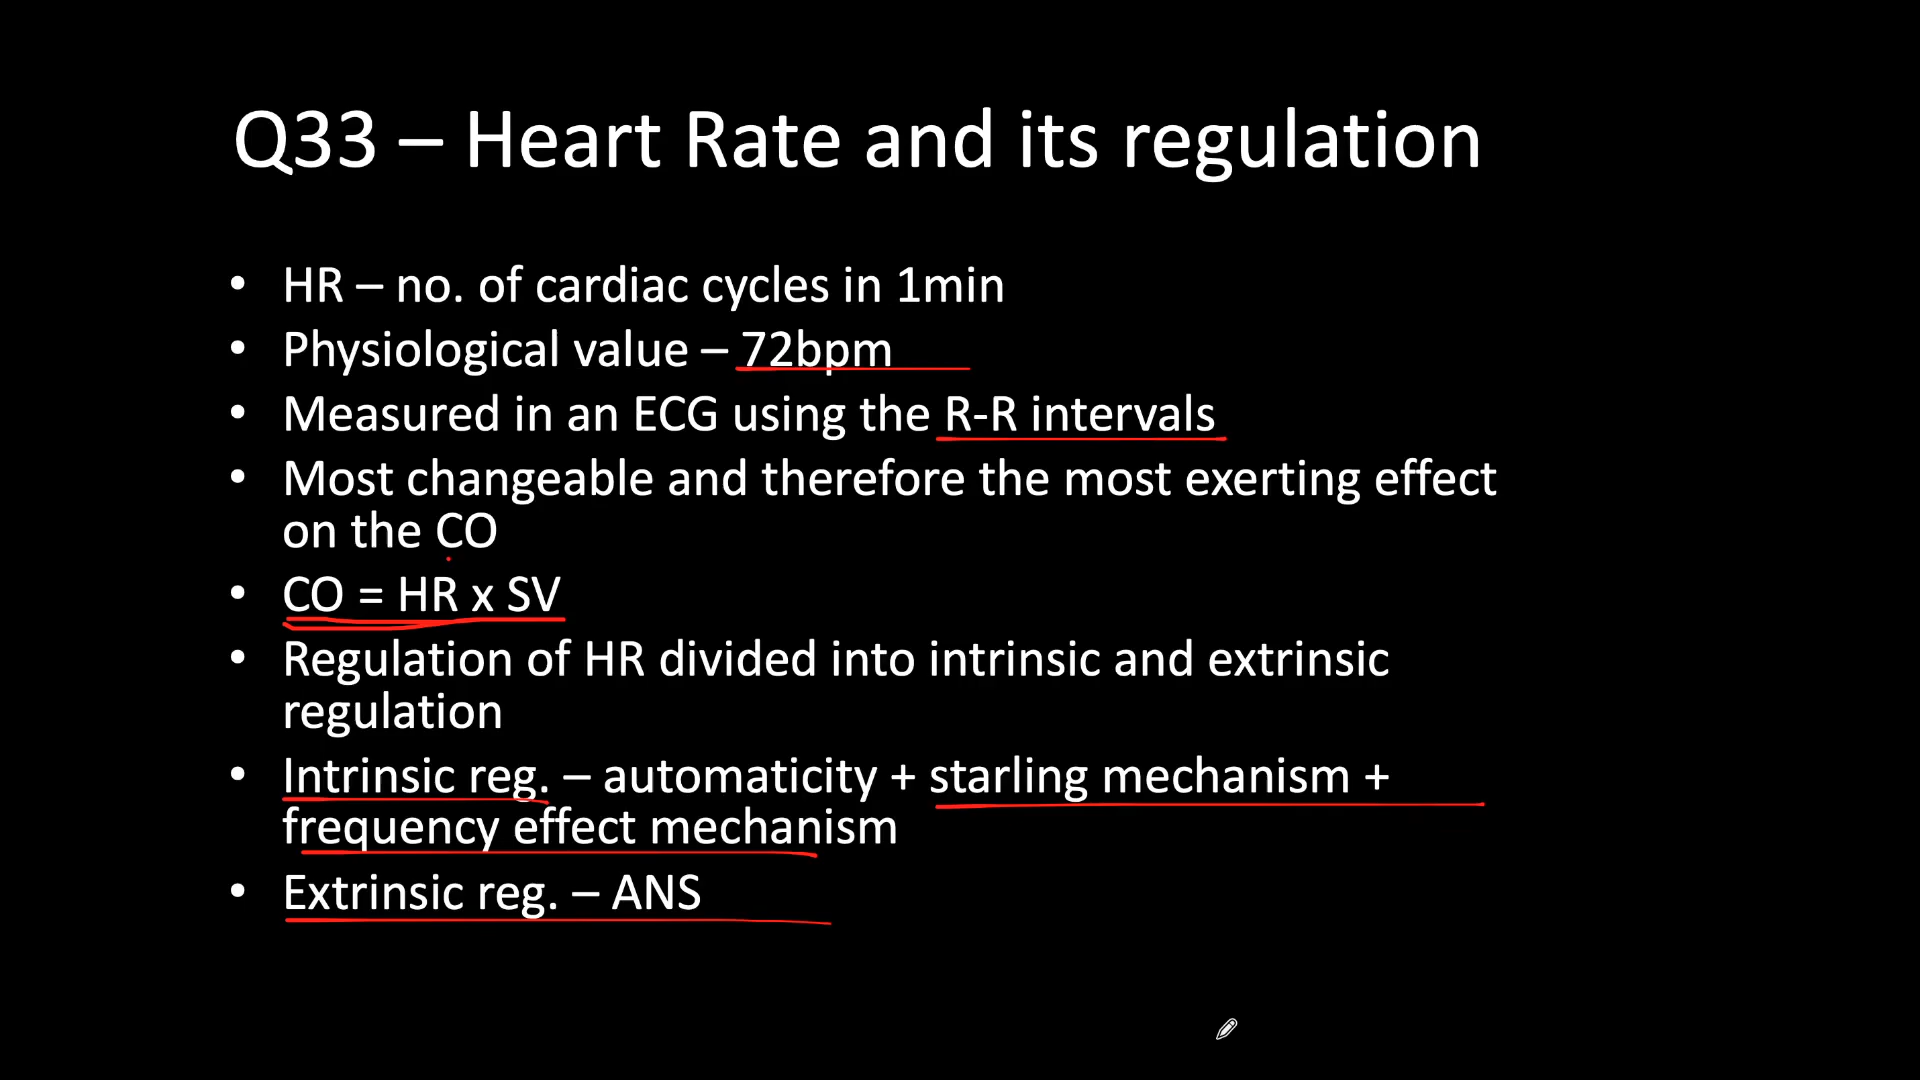 Q33 – Heart Rate and its regulation
• HR – no. of cardiac cycles in 1min
• Physiological value – 72bpm
• Measured in an ECG using the R-R intervals
• Most changeable and therefore the most exerting effect
on the CO
• CO = HR x SV
• Regulation of HR divided into intrinsic and extrinsic
regulation
• Intrinsic reg. – automaticity + starling mechanism +
frequency effect mechanism
• Extrinsic reg. – ANS